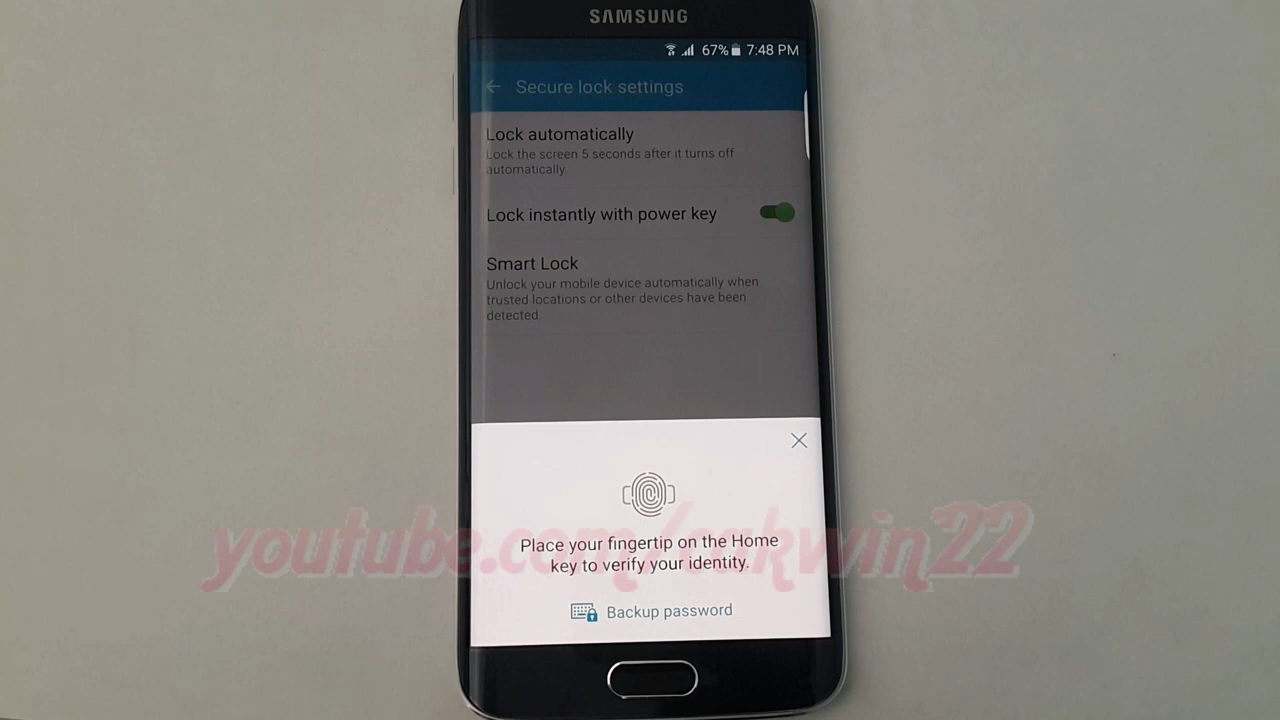 SAMSUNG
67% 7:48 PM
Secure lock settings
Lock automatically
Lock the screen 5 seconds after it turns off
automatically.
Lock instantly with power key
Smart Lock
Unlock your mobile device automatically when
trusted locations or other devices have been
detected.
Place your fingertip on the Home
key to verify your identity.
Backup password
youtube.com/oakwin22